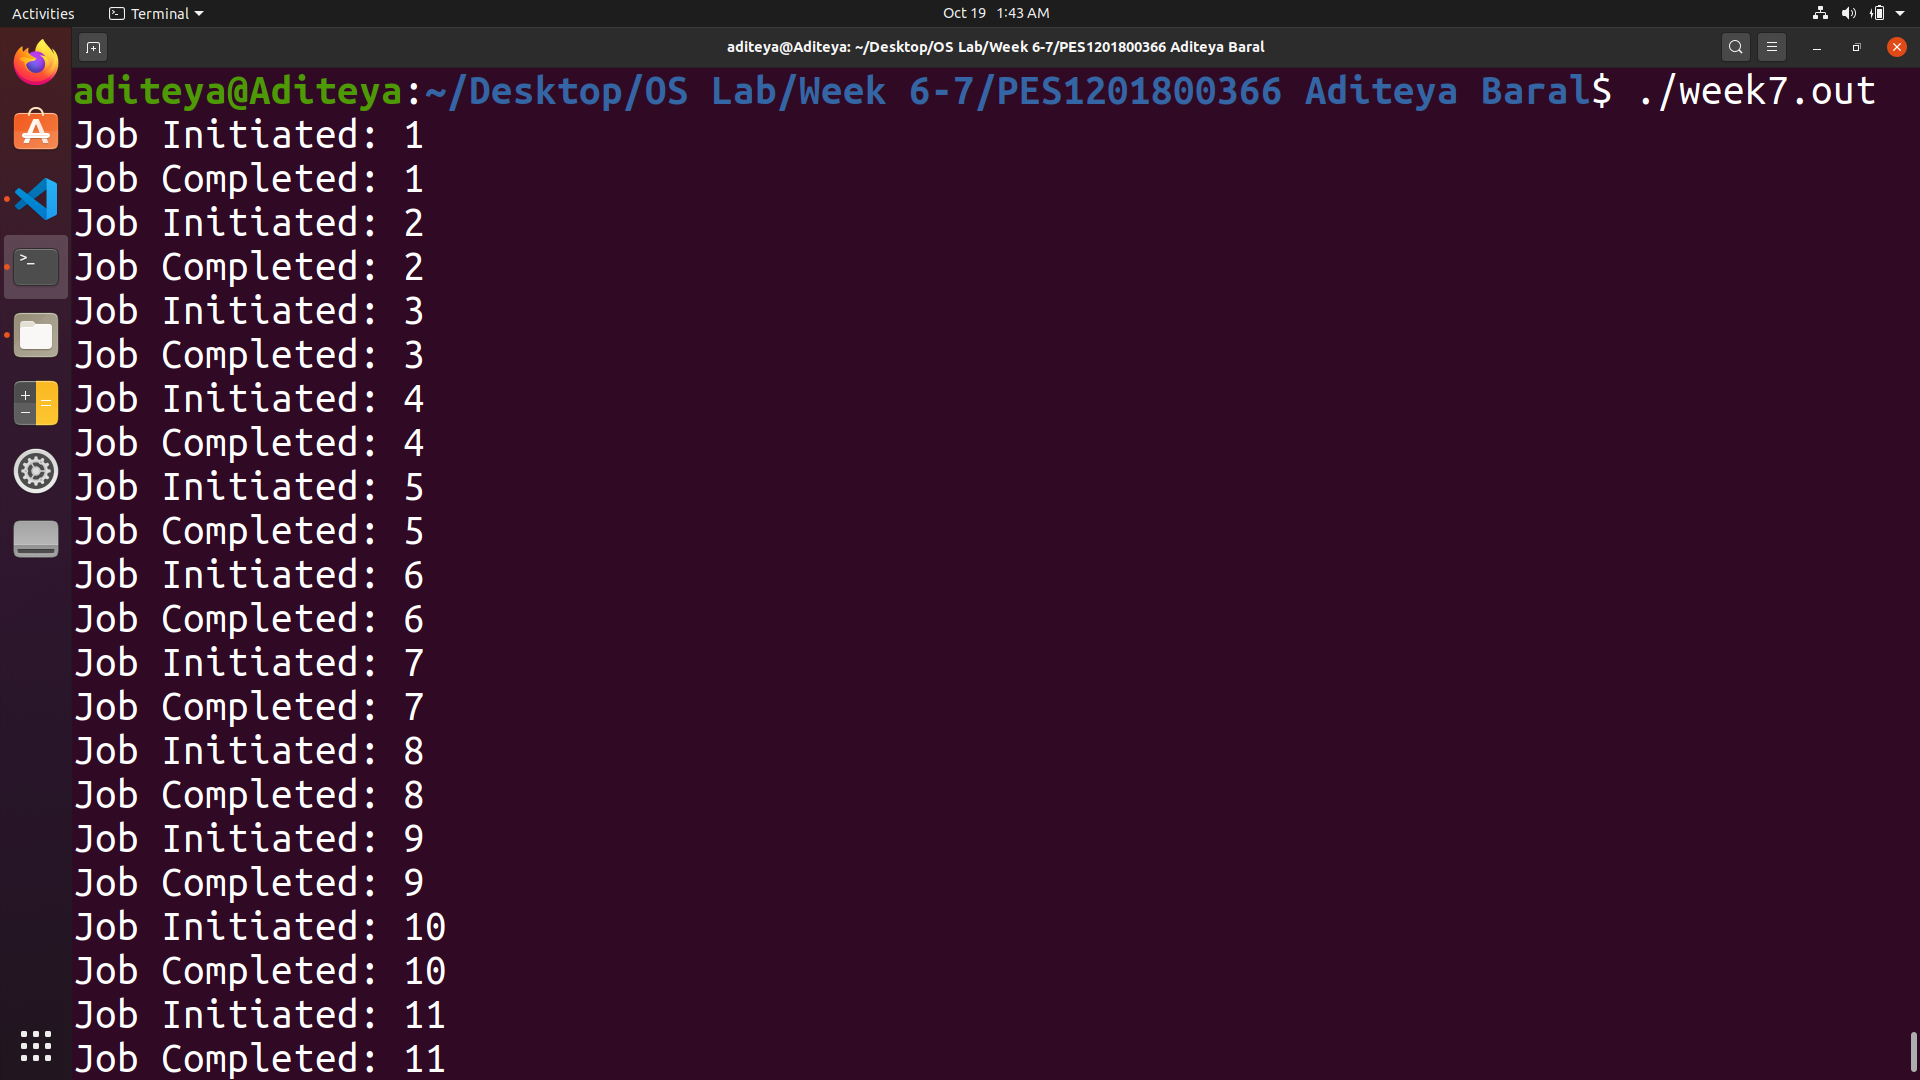 Activities Terminal Oct 19 1:43 AM
aditeya@Aditeya: ~/Desktop/OS Lab/Week 6-7/PES1201800366 Aditeya Baral
aditeya@Aditeya:~/Desktop/OS Lab/Week 6-7/PES1201800366 Aditeya Baral$ ./week7.out
Job Initiated: 1
Job Completed: 1
Job Initiated: 2
Job Completed: 2
Job Initiated: 3
Job Completed: 3
Job Initiated: 4
Job Completed: 4
Job Initiated: 5
Job Completed: 5
Job Initiated: 6
Job Completed: 6
Job Initiated: 7
Job Completed: 7
Job Initiated: 8
Job Completed: 8
Job Initiated: 9
Job Completed: 9
Job Initiated: 10
Job Completed: 10
Job Initiated: 11
Job Completed: 11